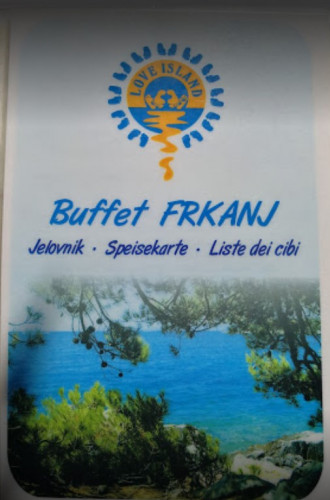 LOVE ISLAND
Buffet FRKANJ
Jelovnik · Speisekarte · Liste dei cibi